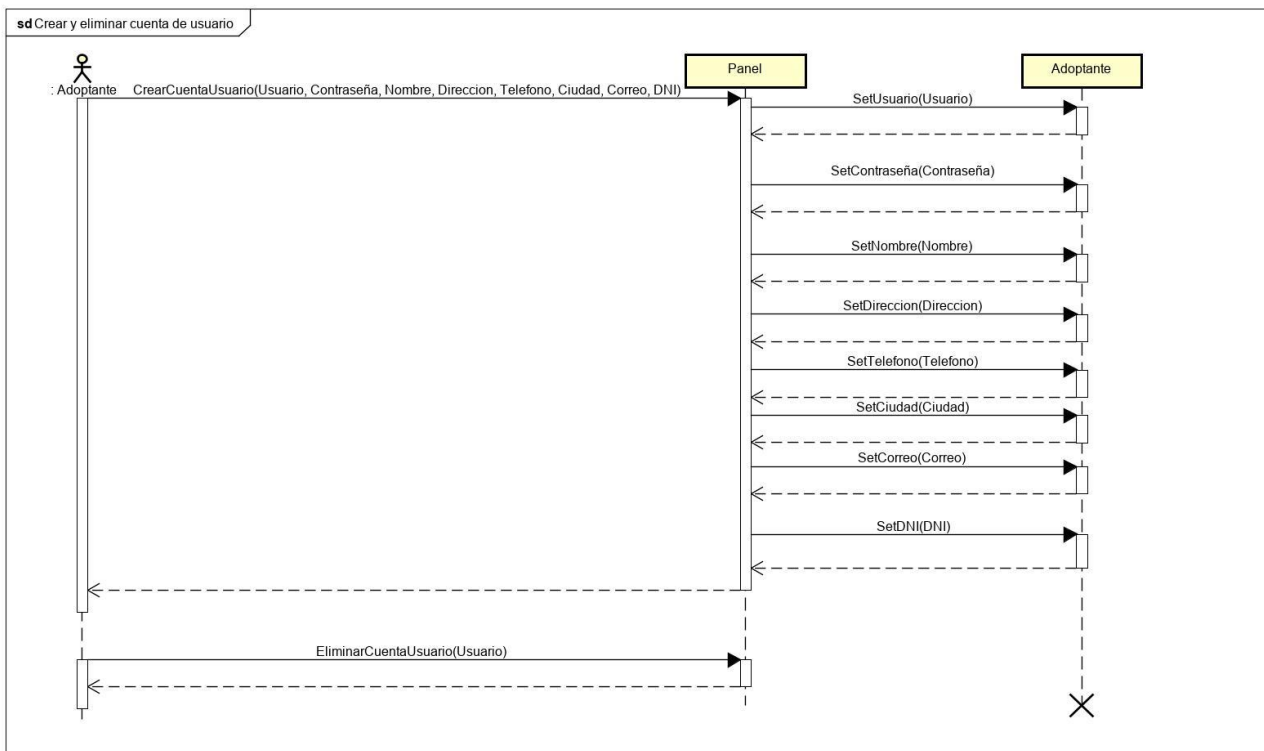 sd Crear y eliminar cuenta de usuario
: Adoptante
CrearCuentaUsuario(Usuario, Contraseña, Nombre, Direccion, Telefono, Ciudad, Correo, DNI)
Panel
Adoptante
SetUsuario(Usuario)
SetContraseña(Contraseña)
SetNombre(Nombre)
SetDireccion(Direccion)
SetTelefono(Telefono)
SetCiudad(Ciudad)
SetCorreo(Correo)
SetDNI(DNI)
EliminarCuentaUsuario(Usuario)